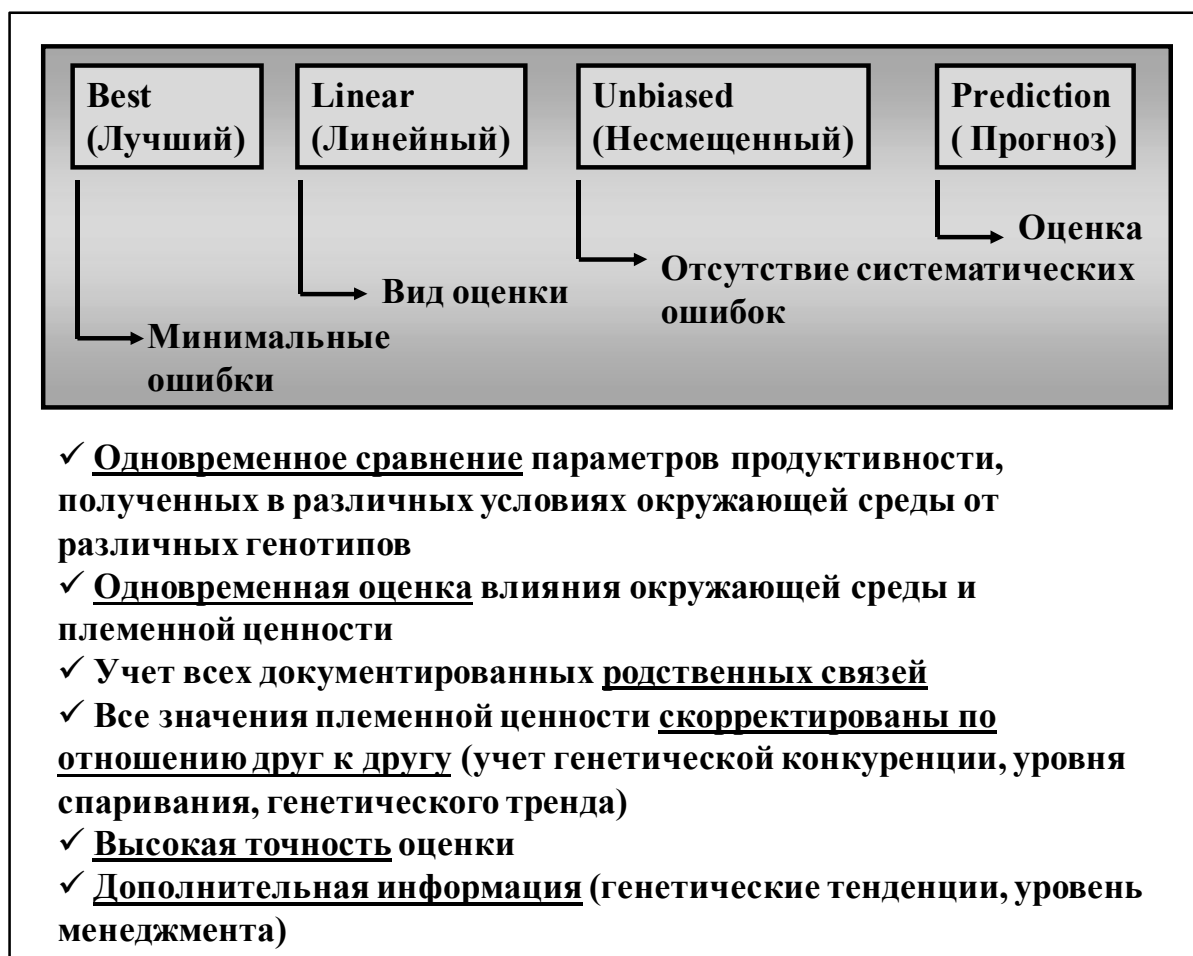 Best
(Лучший)
Linear
(Линейный)
Unbiased
(Несмещенный)
Prediction
( Прогноз)
Оценка
Отсутствие систематических
ошибок
Вид оценки
Минимальные
ошибки
✓ Одновременное сравнение параметров продуктивности,
полученных в различных условиях окружающей среды от
различных генотипов
✓ Одновременная оценка влияния окружающей среды и
племенной ценности
✓ Учет всех документированных родственных связей
✓ Все значения племенной ценности скорректированы по
отношению друг к другу (учет генетической конкуренции, уровня
спаривания, генетического тренда)
✓ Высокая точность оценки
✓ Дополнительная информация (генетические тенденции, уровень
менеджмента)